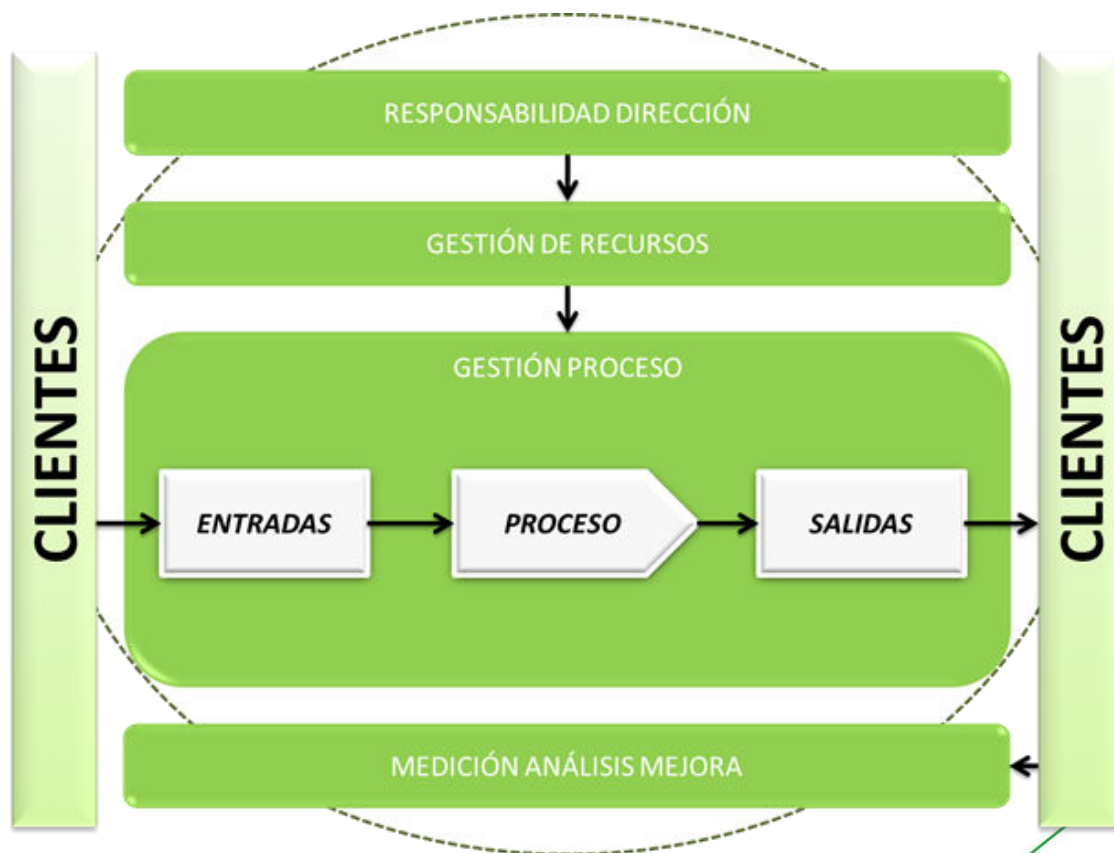 CLIENTES
RESPONSABILIDAD DIRECCIÓN
GESTIÓN DE RECURSOS
GESTIÓN PROCESO
ENTRADAS
PROCESO
SALIDAS
MEDICIÓN ANÁLISIS MEJORA
CLIENTES